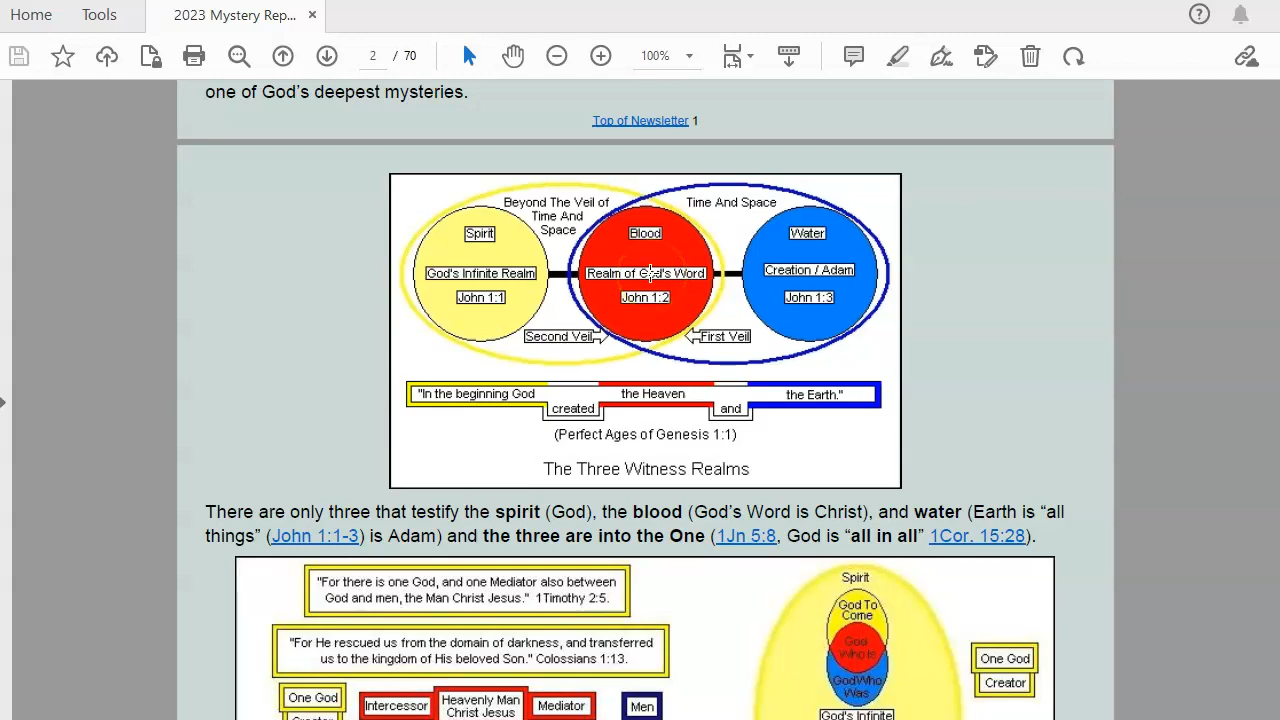 Home Tools 2023 Mystery Rep... ×
2 / 70 100%
one of God's deepest mysteries.
Top of Newsletter 1
Beyond The Veil of
Time And
Space
Time And Space
Spirit
God's Infinite Realm
John 1:1
Blood
Realm of God's Word
John 1:2
Water
Creation / Adam
John 1:3
Second Veil
First Veil
"In the beginning God created the Heaven and the Earth."
(Perfect Ages of Genesis 1:1)
The Three Witness Realms
There are only three that testify the spirit (God), the blood (God's Word is Christ), and water (Earth is “all
things” (John 1:1-3) is Adam) and the three are into the One (1Jn 5:8, God is “all in all” 1Cor. 15:28).
"For there is one God, and one Mediator also between
God and men, the Man Christ Jesus." 1Timothy 2:5.
"For He rescued us from the domain of darkness, and transferred
us to the kingdom of His beloved Son." Colossians 1:13.
One God
Creator
Intercessor
Heavenly Man
Christ Jesus
Mediator
Men
Spirit
God To
Come
God
Who Is
God Who
Was
God's Infinite
One God
Creator